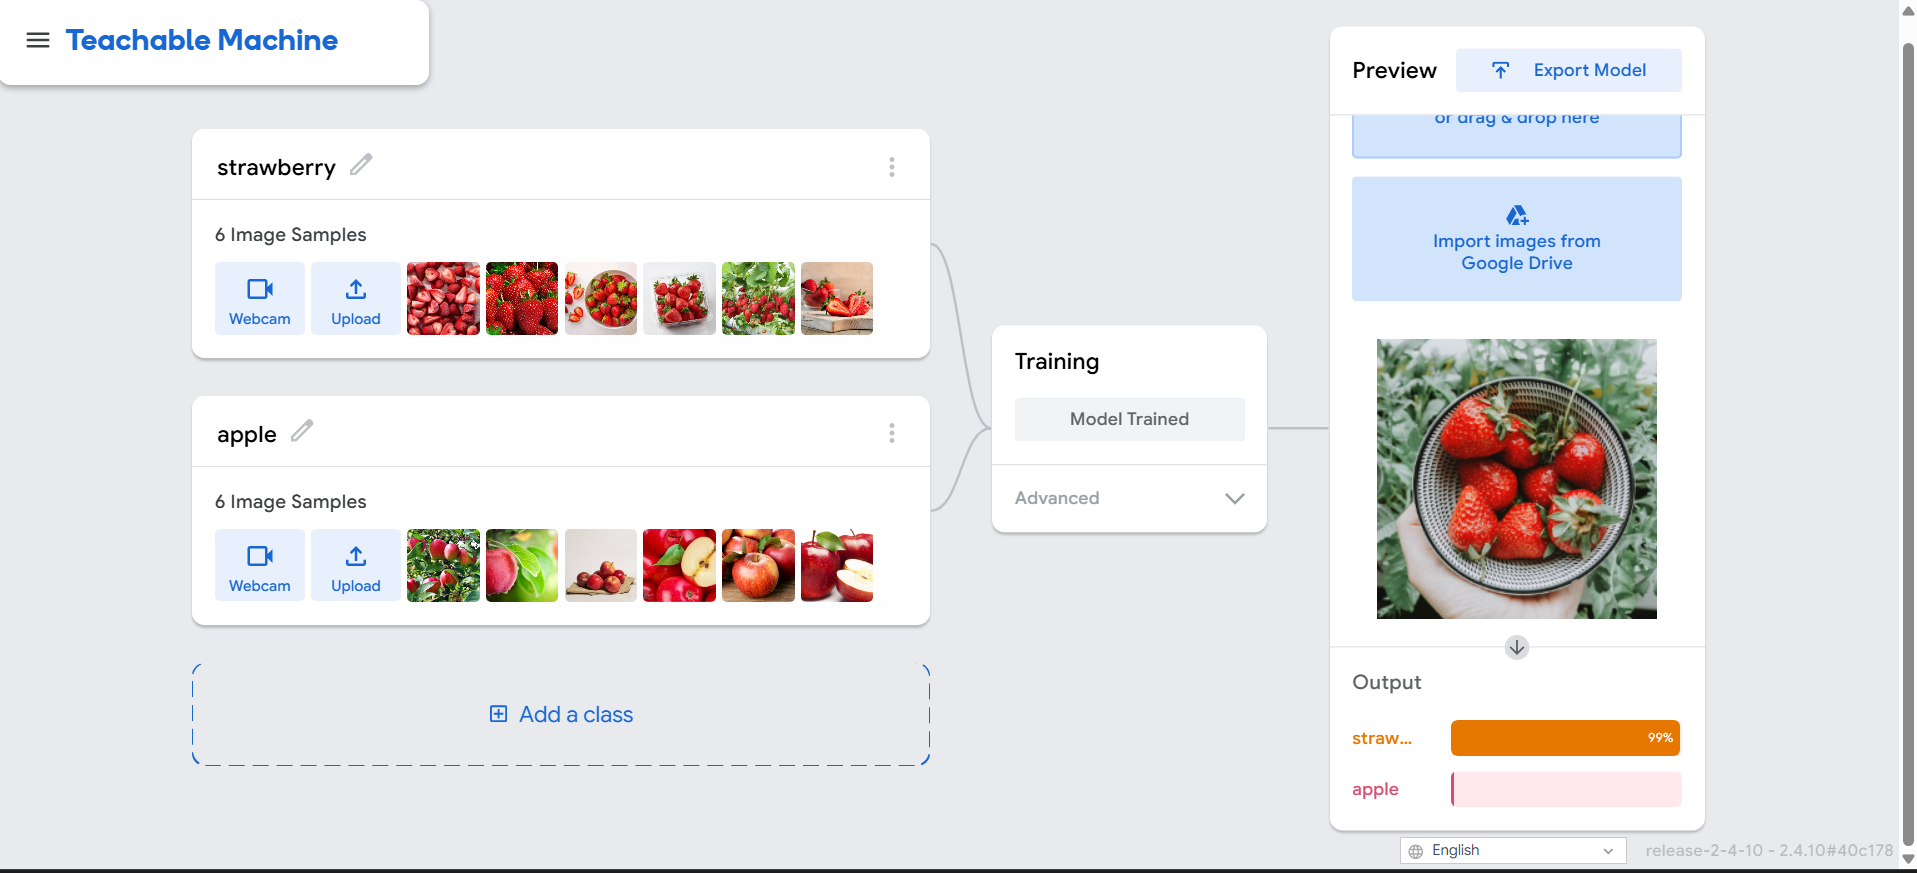 Teachable Machine
strawberry
6 Image Samples
Webcam
Upload
apple
6 Image Samples
Webcam
Upload
Add a class
Training
Model Trained
Advanced
Preview
Export Model
or drag & drop here
Import images from
Google Drive
Output
straw...
99%
apple
English
release-2-4-10 - 2.4.10#40c178